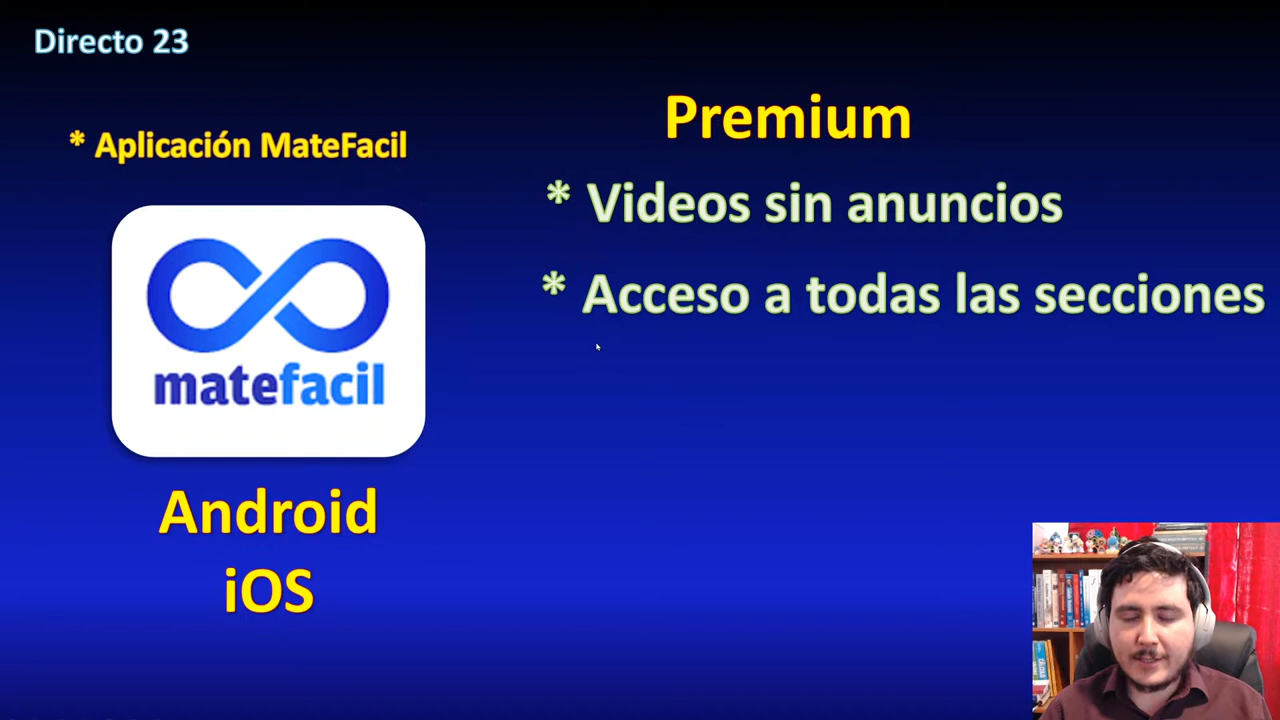 Directo 23
* Aplicación MateFacil
matefacil
Android
iOS
Premium
* Videos sin anuncios
* Acceso a todas las secciones